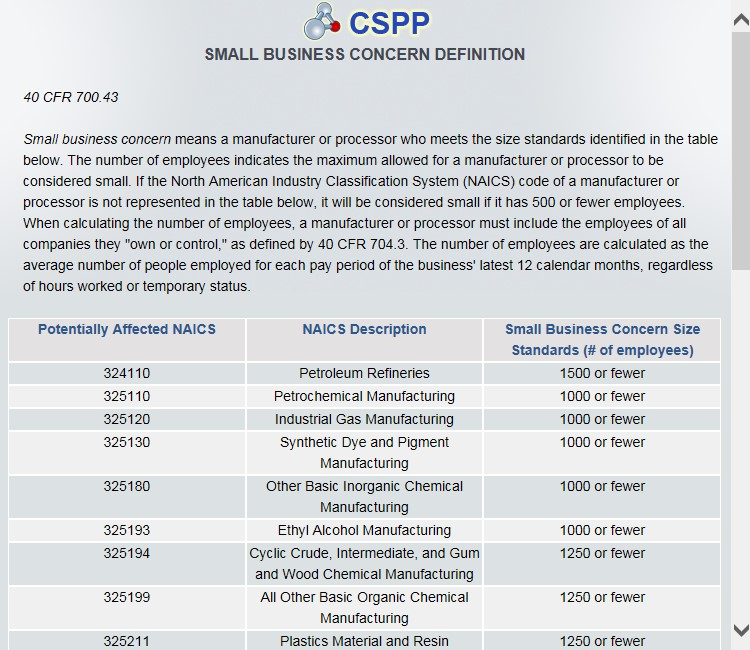 CSPP
SMALL BUSINESS CONCERN DEFINITION
40 CFR 700.43
Small business concern means a manufacturer or processor who meets the size standards identified in the table
below. The number of employees indicates the maximum allowed for a manufacturer or processor to be
considered small. If the North American Industry Classification System (NAICS) code of a manufacturer or
processor is not represented in the table below, it will be considered small if it has 500 or fewer employees.
When calculating the number of employees, a manufacturer or processor must include the employees of all
companies they "own or control," as defined by 40 CFR 704.3. The number of employees are calculated as the
average number of people employed for each pay period of the business' latest 12 calendar months, regardless
of hours worked or temporary status.
Potentially Affected NAICS NAICS Description Small Business Concern Size
Standards (# of employees)
324110 Petroleum Refineries 1500 or fewer
325110 Petrochemical Manufacturing 1000 or fewer
325120 Industrial Gas Manufacturing 1000 or fewer
325130 Synthetic Dye and Pigment 1000 or fewer
Manufacturing
325180 Other Basic Inorganic Chemical 1000 or fewer
Manufacturing
325193 Ethyl Alcohol Manufacturing 1000 or fewer
325194 Cyclic Crude, Intermediate, and Gum 1250 or fewer
and Wood Chemical Manufacturing
325199 All Other Basic Organic Chemical 1250 or fewer
Manufacturing
325211 Plastics Material and Resin 1250 or fewer